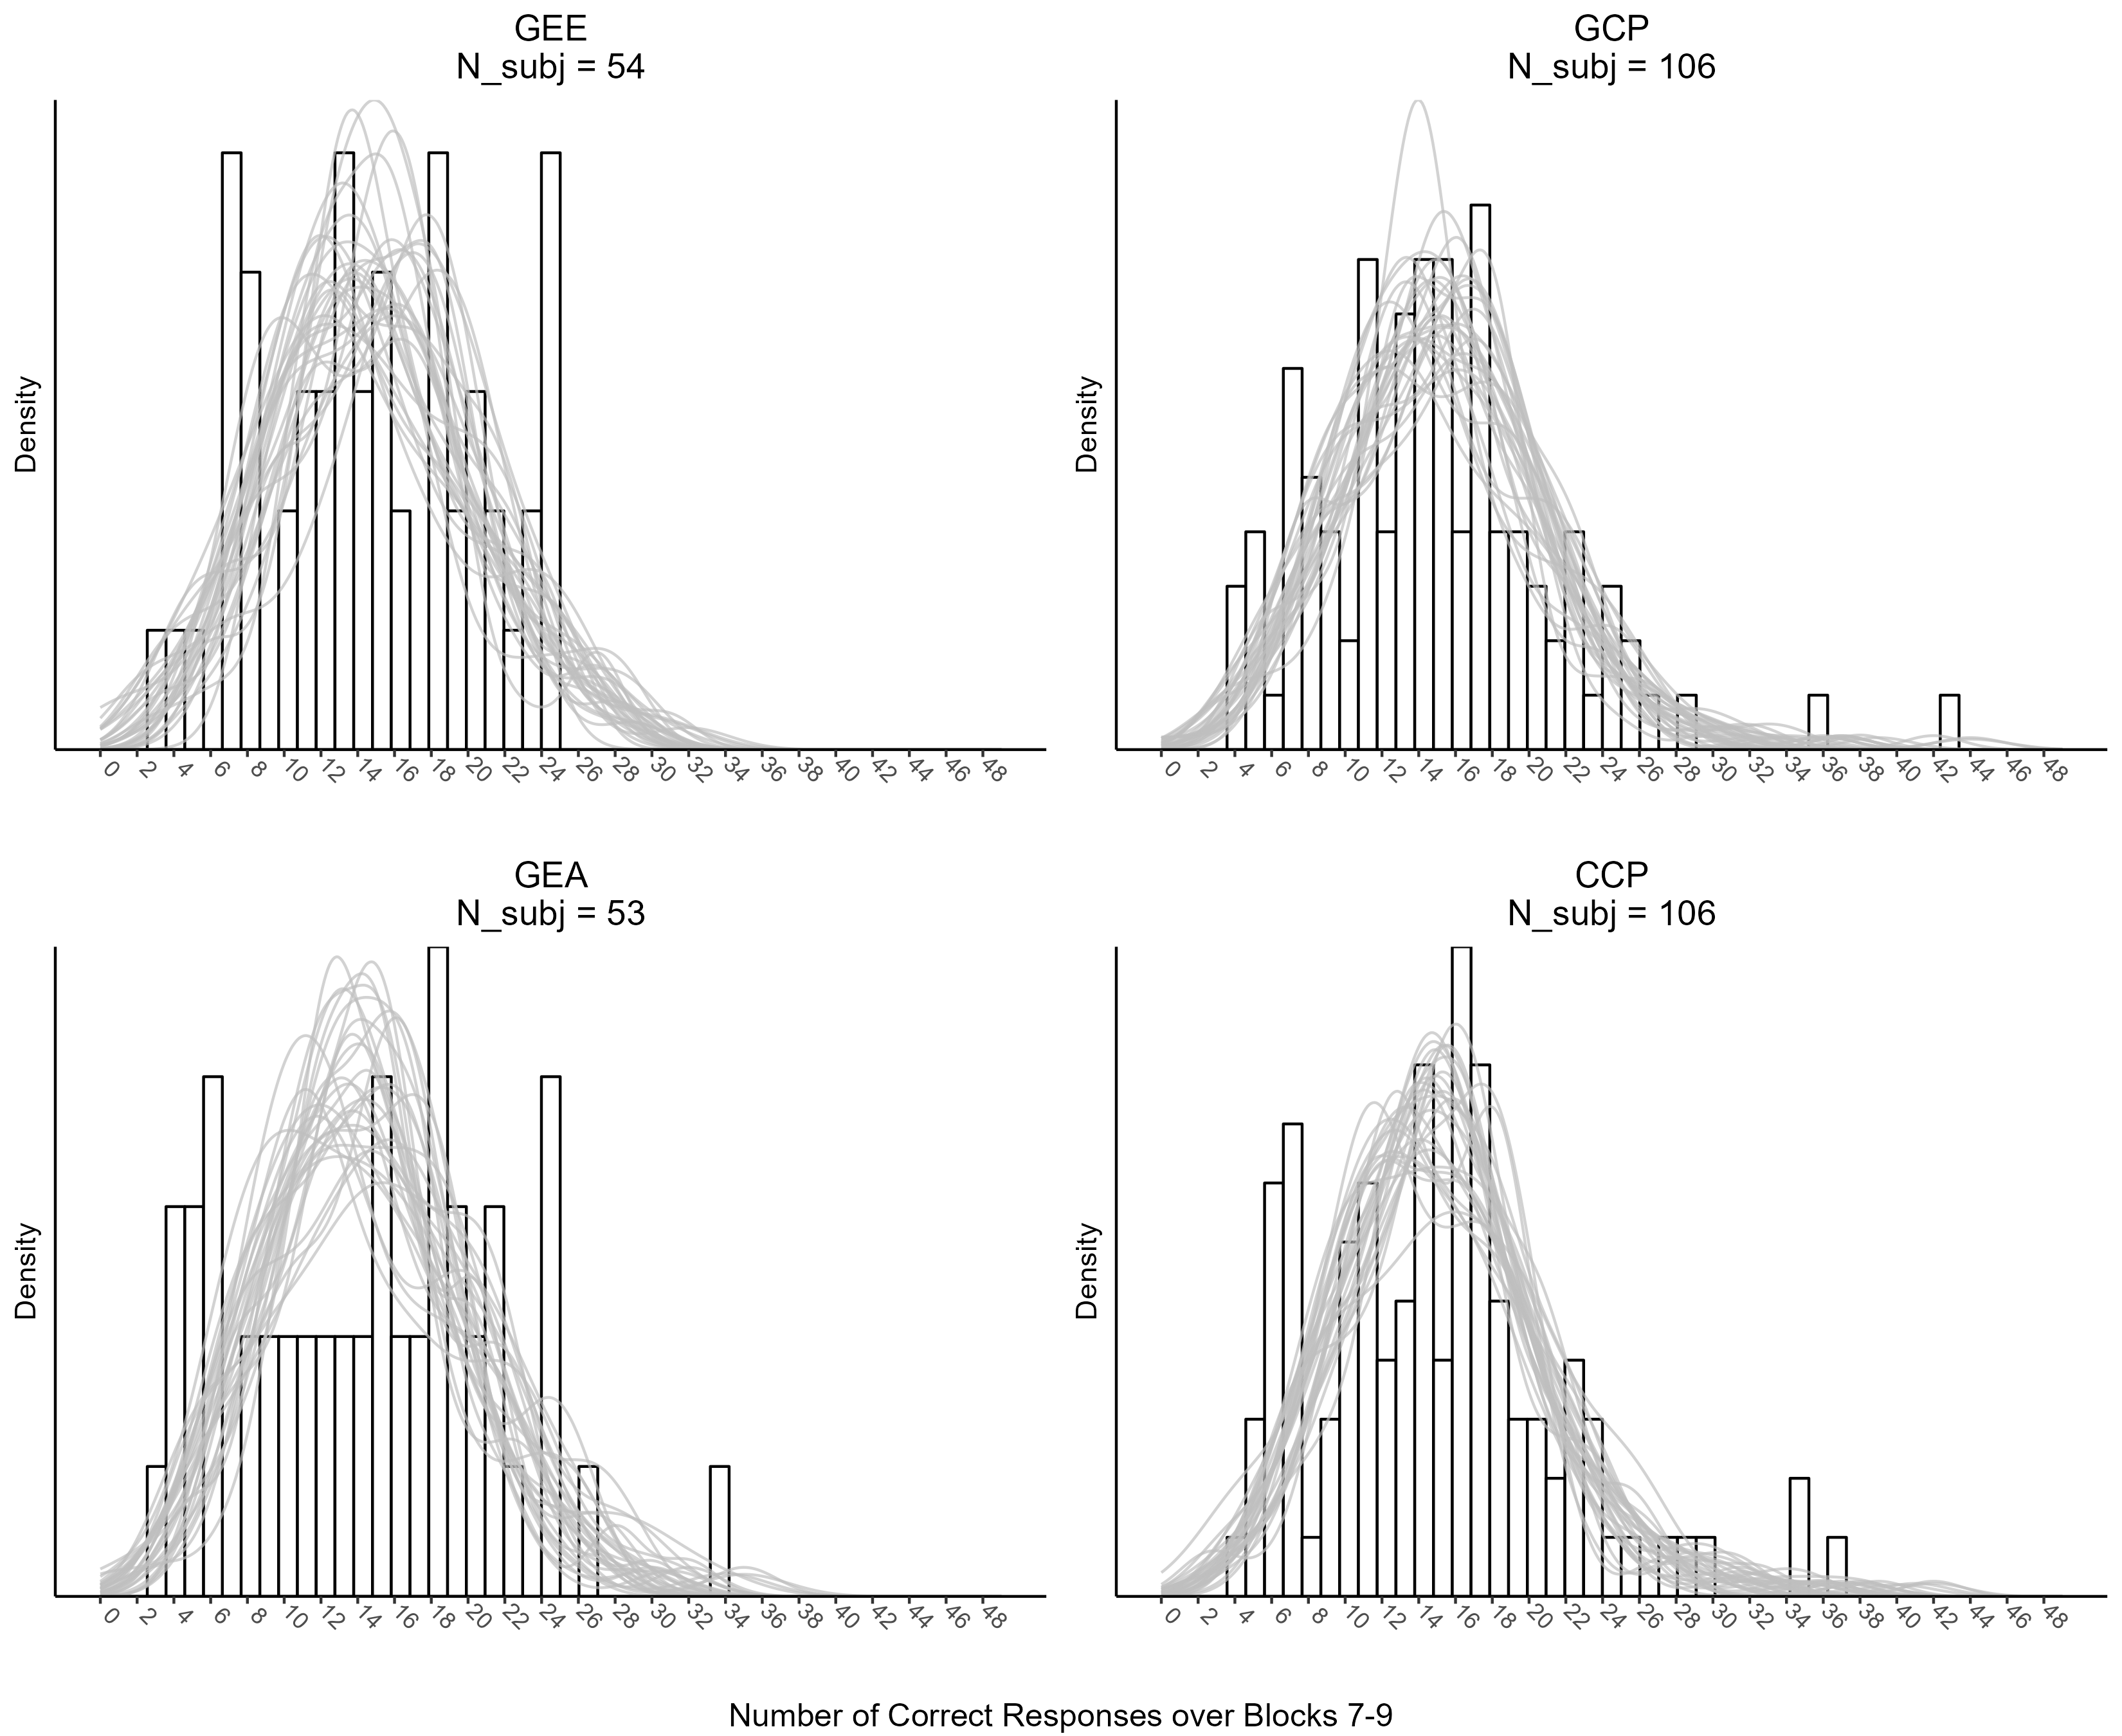 GEE
N_subj = 54
Density
0 2 4 6 8 10 12 14 16 18 20 22 24 26 28 30 32 34 36 38 40 42 44 46 48
GCP
N_subj = 106
Density
0 2 4 6 8 10 12 14 16 18 20 22 24 26 28 30 32 34 36 38 40 42 44 46 48
GEA
N_subj = 53
Density
0 2 4 6 8 10 12 14 16 18 20 22 24 26 28 30 32 34 36 38 40 42 44 46 48
CCP
N_subj = 106
Density
0 2 4 6 8 10 12 14 16 18 20 22 24 26 28 30 32 34 36 38 40 42 44 46 48
Number of Correct Responses over Blocks 7-9